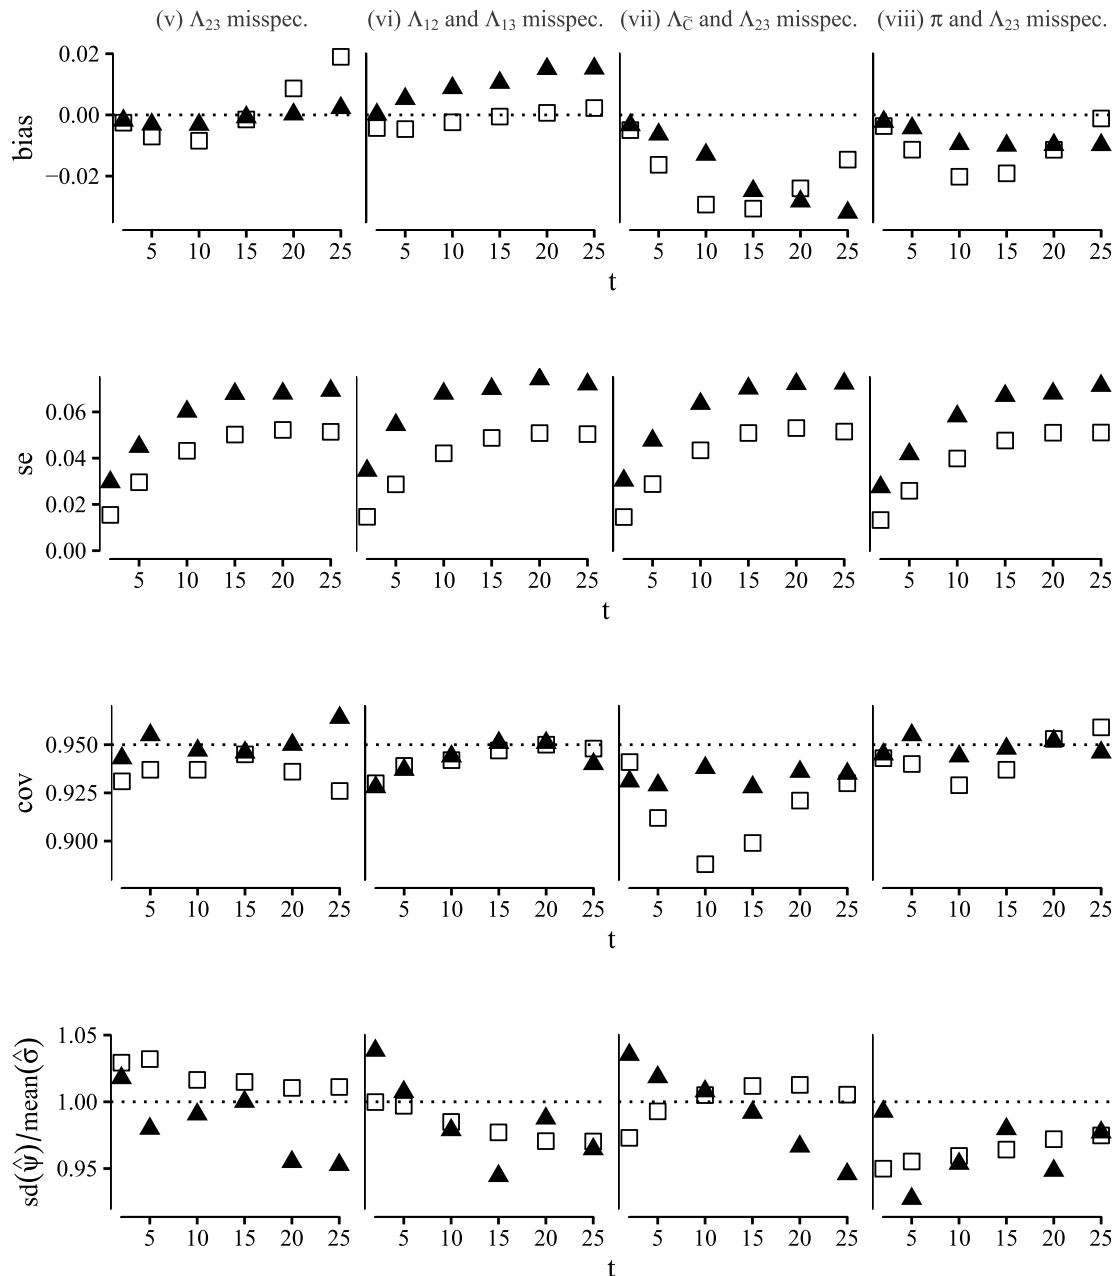 (v) Λ₂₃ misspec. (vi) Λ₁₂ and Λ₁₃ misspec. (vii) Λ_C̃ and Λ₂₃ misspec. (viii) π and Λ₂₃ misspec.
0.02
0.00
−0.02
bias
5 10 15 20 25 5 10 15 20 25 5 10 15 20 25 5 10 15 20 25
t
0.06
0.04
0.02
0.00
se
5 10 15 20 25 5 10 15 20 25 5 10 15 20 25 5 10 15 20 25
t
0.950
0.925
0.900
cov
5 10 15 20 25 5 10 15 20 25 5 10 15 20 25 5 10 15 20 25
t
1.05
1.00
0.95
sd(ψ̂)/mean(σ̂)
5 10 15 20 25 5 10 15 20 25 5 10 15 20 25 5 10 15 20 25
t